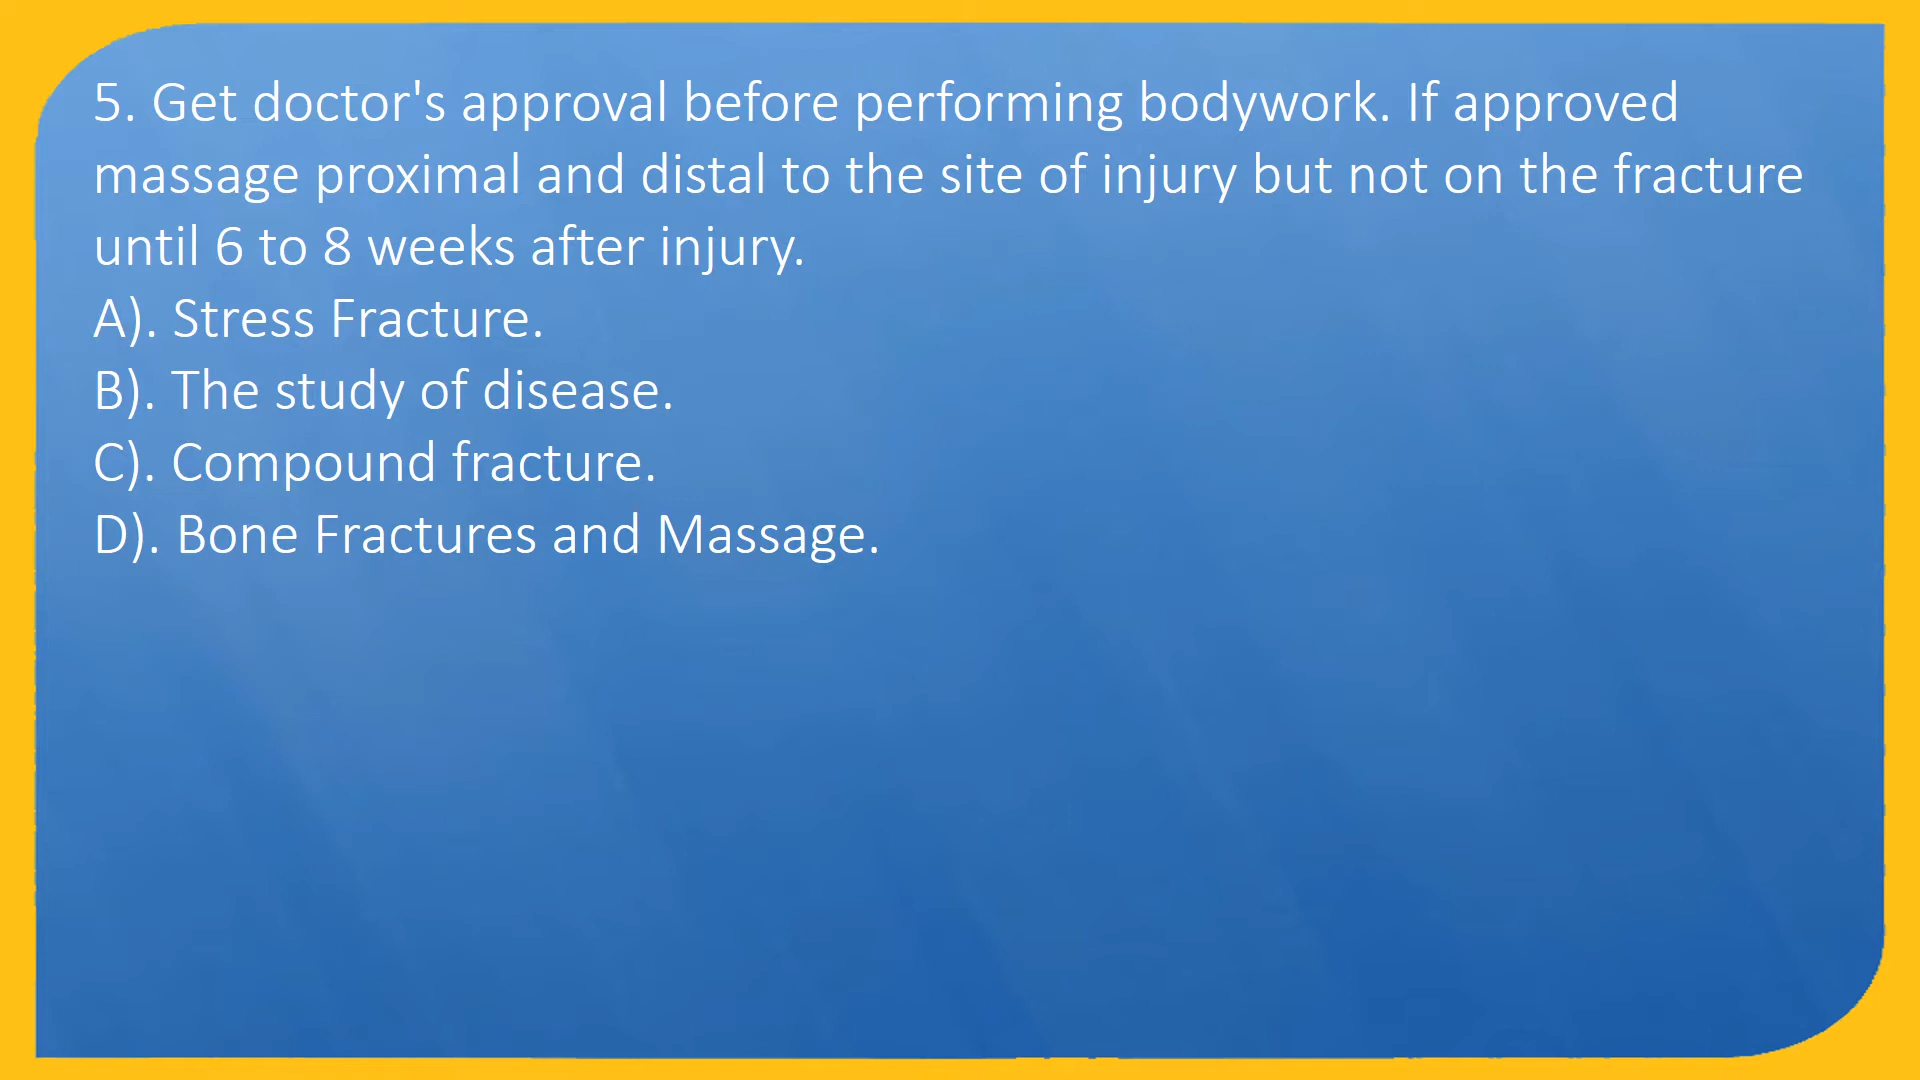 5. Get doctor's approval before performing bodywork. If approved
massage proximal and distal to the site of injury but not on the fracture
until 6 to 8 weeks after injury.
A). Stress Fracture.
B). The study of disease.
C). Compound fracture.
D). Bone Fractures and Massage.